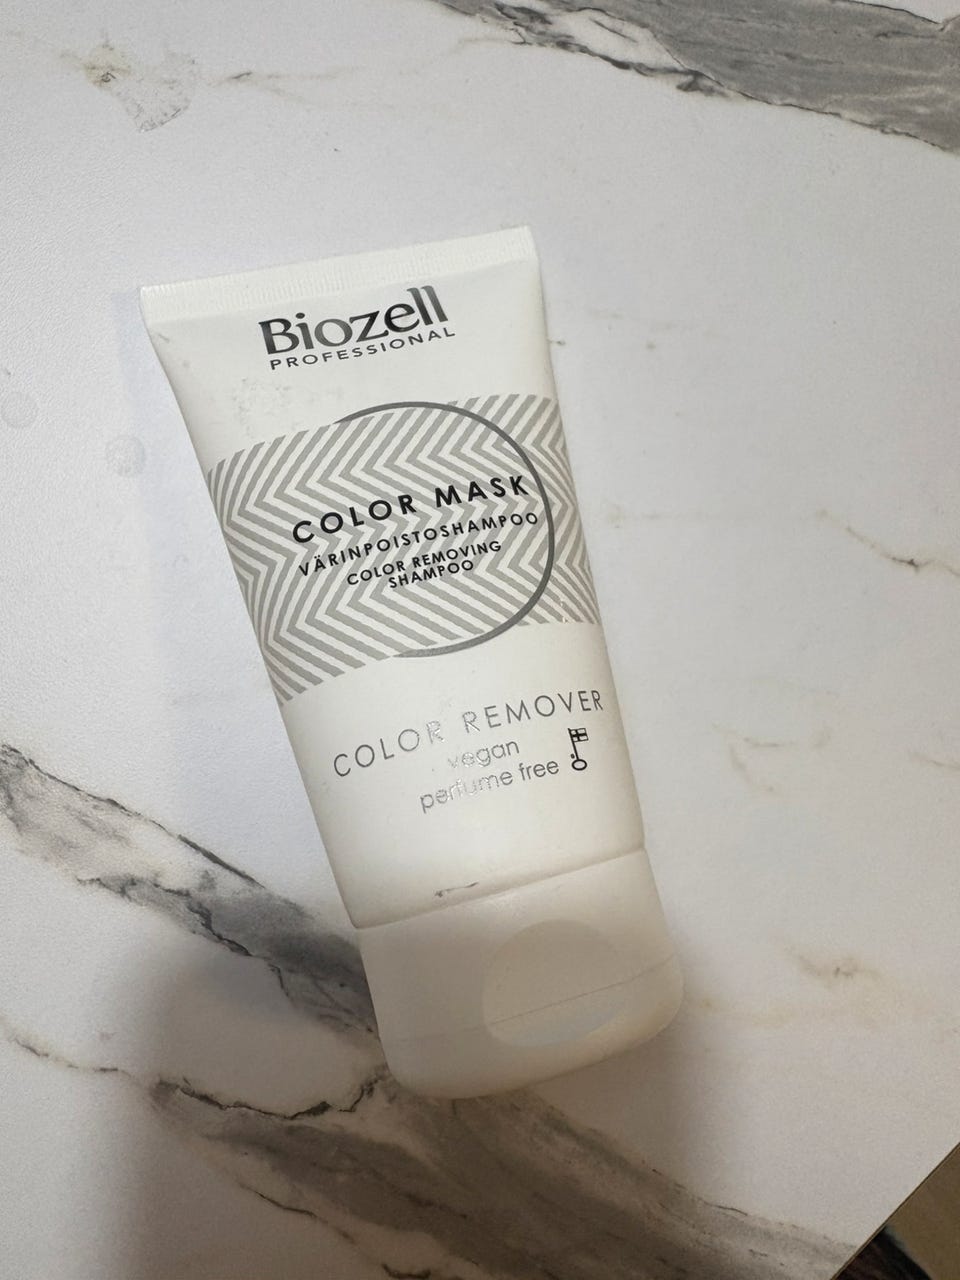 Biozell
PROFESSIONAL
COLOR MASK
VÄRINPOISTOSHAMPOO
COLOR REMOVING
SHAMPOO
COLOR REMOVER
vegan
perfume free